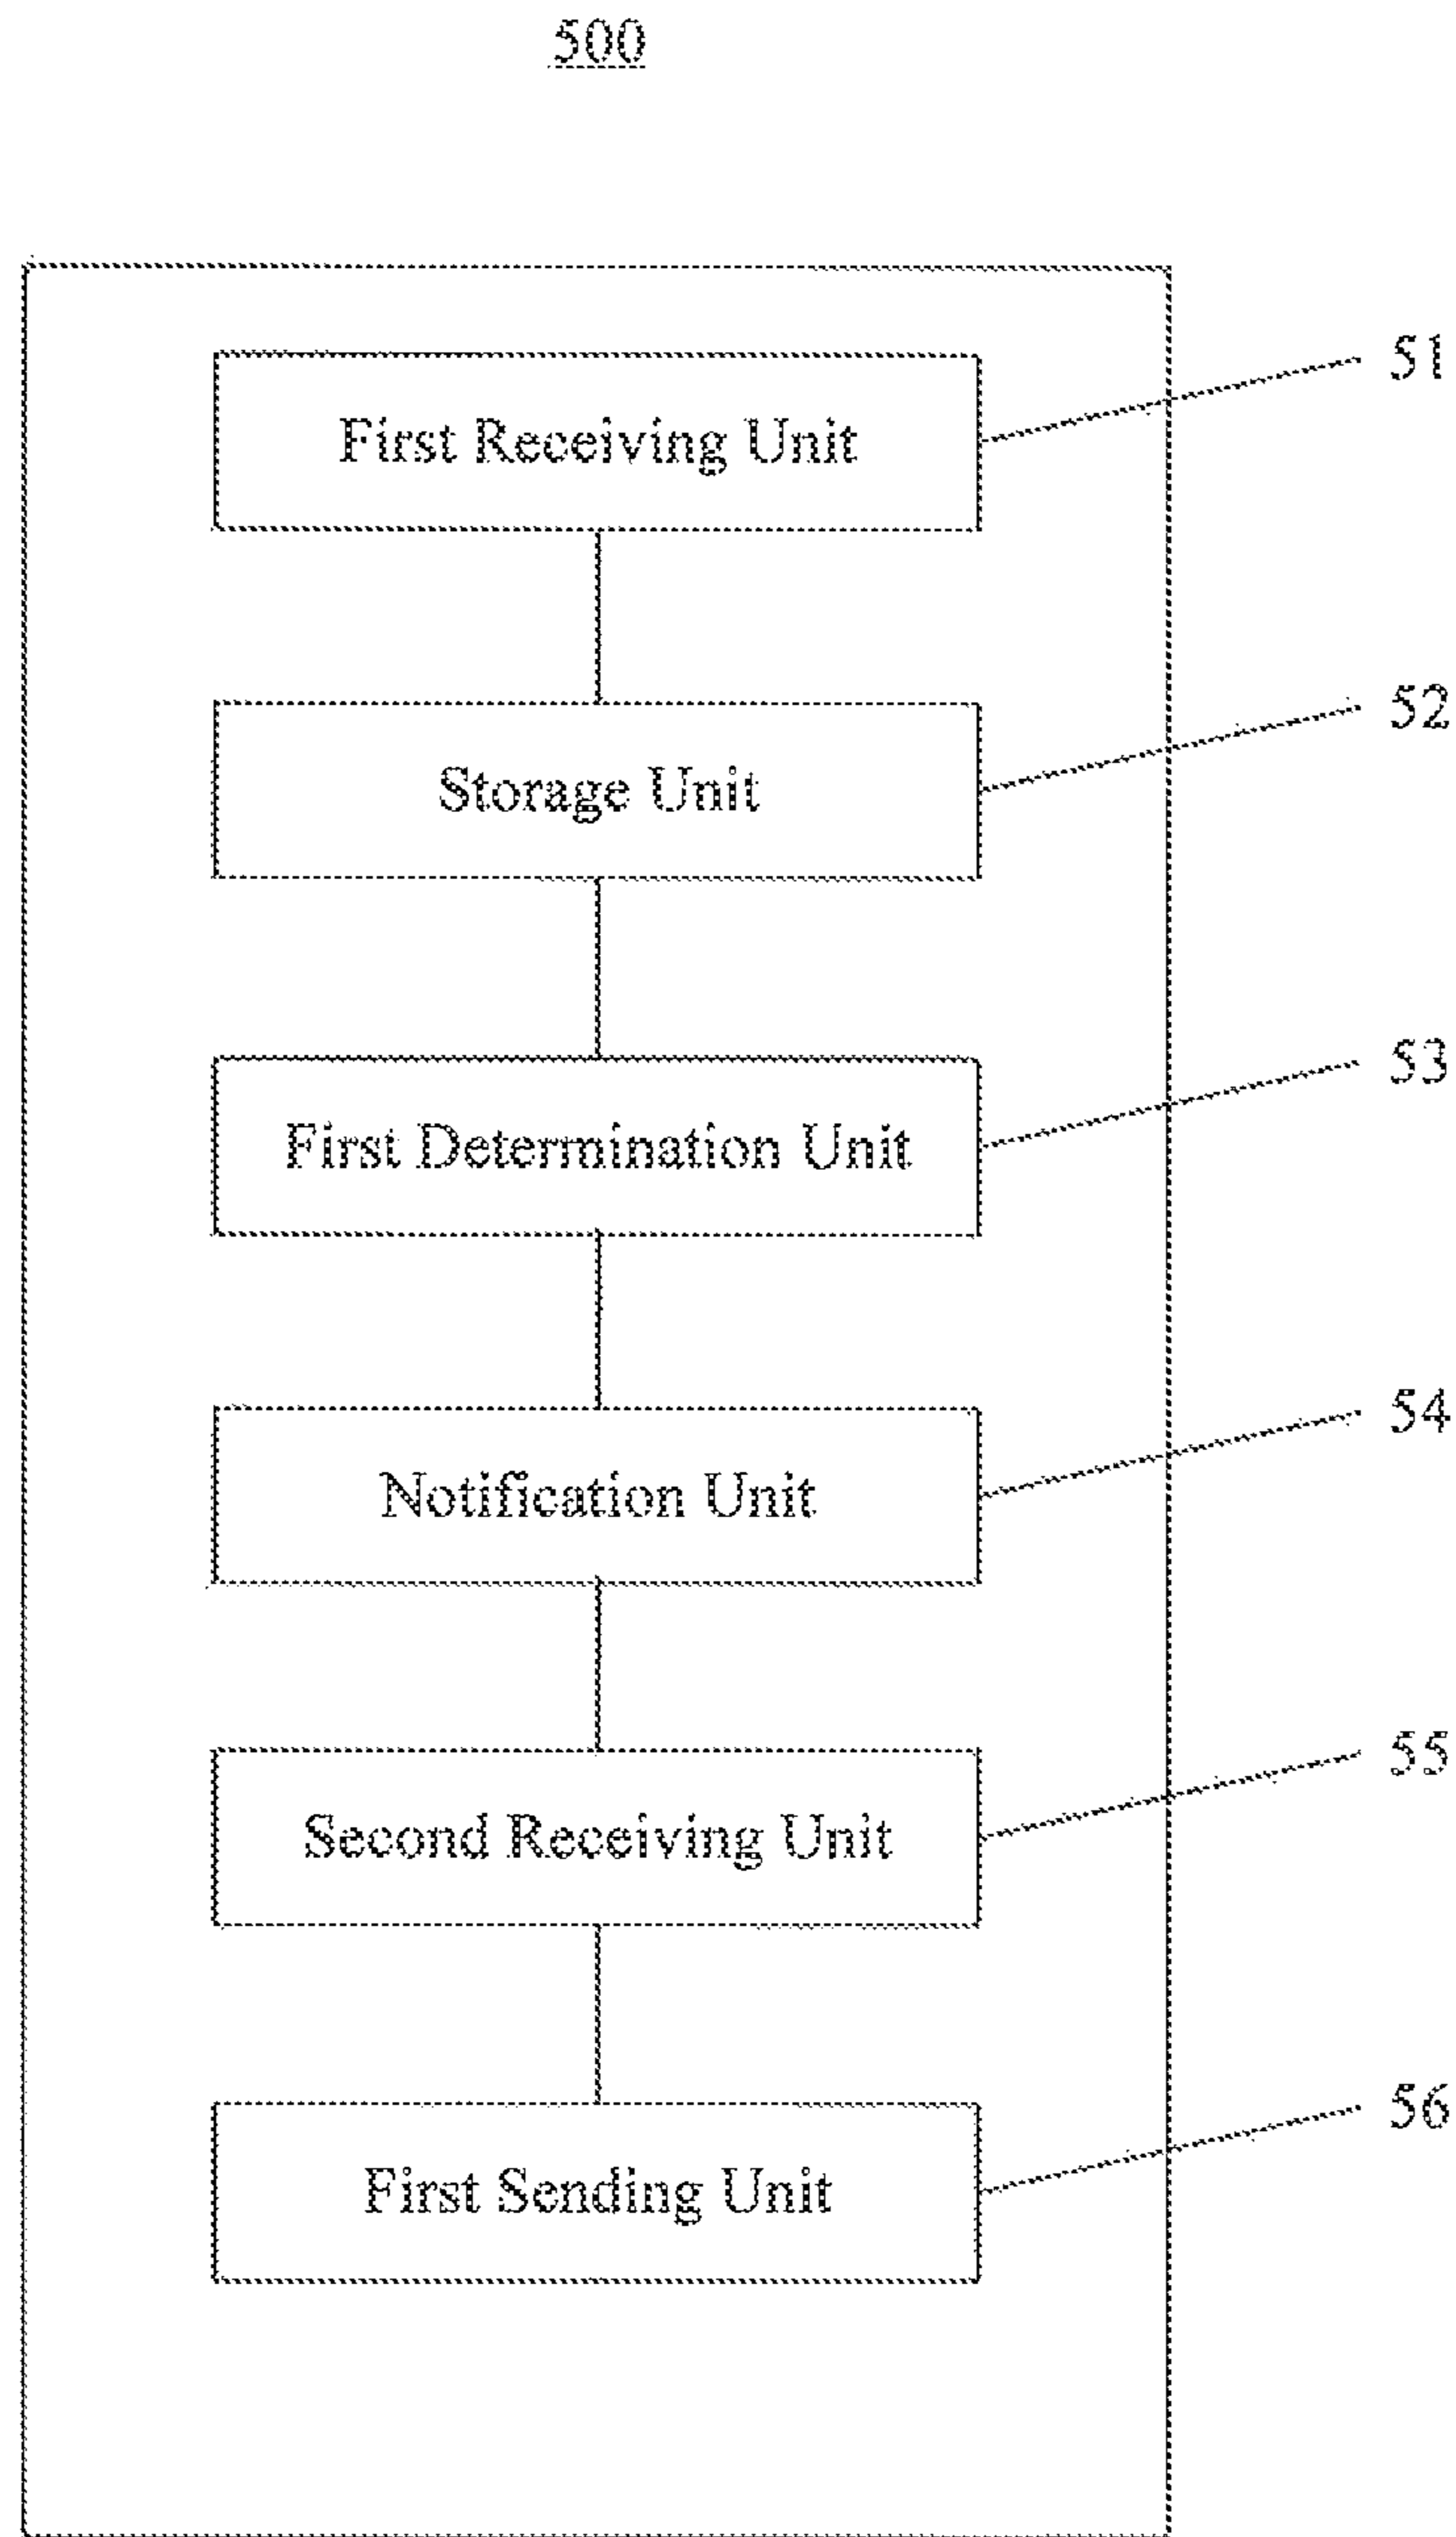 500
First Receiving Unit
51
Storage Unit
52
First Determination Unit
53
Notification Unit
54
Second Receiving Unit
55
First Sending Unit
56